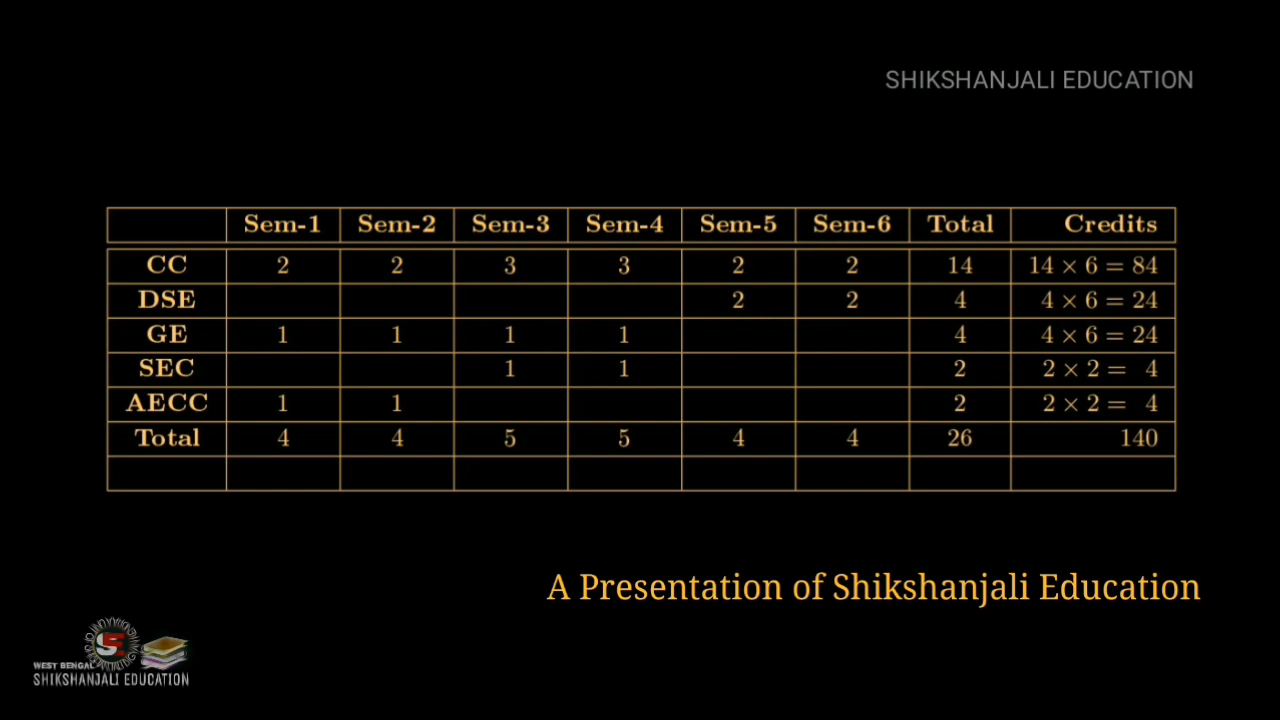 SHIKSHANJALI EDUCATION
Sem-1 Sem-2 Sem-3 Sem-4 Sem-5 Sem-6 Total Credits
CC 2 2 3 3 2 2 14 14 × 6 = 84
DSE 2 2 4 4 × 6 = 24
GE 1 1 1 1 4 4 × 6 = 24
SEC 1 1 2 2 × 2 = 4
AECC 1 1 2 2 × 2 = 4
Total 4 4 5 5 4 4 26 140
A Presentation of Shikshanjali Education
SE
WEST BENGAL
SHIKSHANJALI EDUCATION